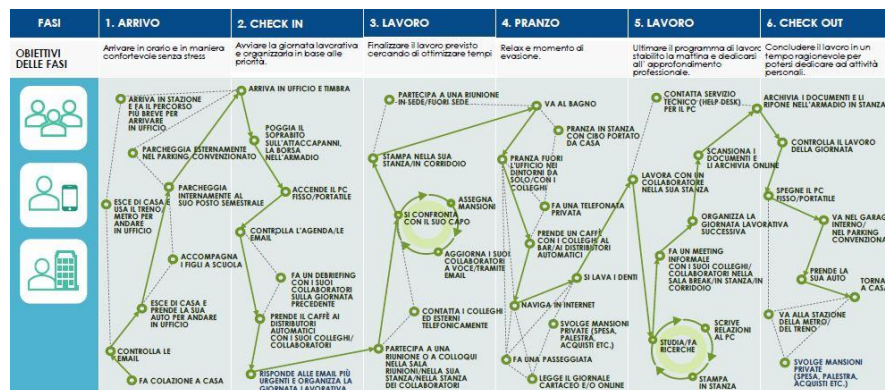 FASI
1. ARRIVO
2. CHECK IN
3. LAVORO
4. PRANZO
5. LAVORO
6. CHECK OUT
OBIETTIVI
DELLE FASI
Arrivare in orario e in maniera
confortevole senza stress
Avviare la giornata lavorativa
e organizzarla in base alle
priorità.
Finalizzare il lavoro previsto
cercando di ottimizzare tempi
Relax e momento di
evasione.
Ultimare il programma di lavoro
stabilito la mattina e dedicarsi
all' approfondimento
professionale.
Concludere il lavoro in un
tempo ragionevole per
potersi dedicare ad attività
personali.
ARRIVA IN STAZIONE
E FA IL PERCORSO
PIÙ BREVE PER
ARRIVARE
IN UFFICIO
PARCHEGGIA ESTERNAMENTE
NEL PARKING CONVENZIONATO
PARCHEGGIA
INTERNAMENTE AL
SUO POSTO SEMESTRALE
ESCE DI CASA E
USA IL TRENO/
METRO PER
ANDARE
IN UFFICIO
ACCOMPAGNA
I FIGLI A SCUOLA
ESCE DI CASA E
PRENDE LA SUA
AUTO PER ANDARE
IN UFFICIO
CONTROLLA LE
EMAIL
FA COLAZIONE A CASA
ARRIVA IN UFFICIO E TIMBRA
POGGIA IL
SOPRABITO
SULL'ATTACCAPANNI,
LA BORSA
NELL'ARMADIO
ACCENDE IL PC
FISSO/PORTATILE
CONTROLLA L'AGENDA/LE
EMAIL
FA UN DEBRIEFING
CON I SUOI
COLLABORATORI
SULLA GIORNATA
PRECEDENTE
PRENDE IL CAFFÈ AI
DISTRIBUTORI
AUTOMATICI
CON I SUOI COLLEGHI/
COLLABORATORI
RISPONDE ALLE EMAIL PIÙ
URGENTI E ORGANIZZA LA
GIORNATA LAVORATIVA
PARTECIPA A UNA RIUNIONE
IN SEDE/FUORI SEDE
STAMPA NELLA SUA
STANZA/IN CORRIDOIO
ASSEGNA
MANSIONI
SI CONFRONTA
CON IL SUO CAPO
AGGIORNA I SUOI
COLLABORATORI
A VOCE/TRAMITE
EMAIL
CONTATTA I COLLEGHI
ED ESTERNI
TELEFONICAMENTE
PARTECIPA A UNA
RIUNIONE O A COLLOQUI
NELLA SALA
RIUNIONI/NELLA SUA
STANZA/NELLA STANZA
DEI COLLABORATORI
VA AL BAGNO
PRANZA IN STANZA
CON CIBO PORTATO
DA CASA
PRANZA FUORI
L'UFFICIO NEI
DINTORNI DA
SOLO/CON I
COLLEGHI
FA UNA TELEFONATA
PRIVATA
PRENDE UN CAFFÈ
CON I COLLEGHI AL
BAR/AI DISTRIBUTORI
AUTOMATICI
SI LAVA I DENTI
NAVIGA IN INTERNET
SVOLGE MANSIONI
PRIVATE (SPESA,
PALESTRA,
ACQUISTI ETC.)
FA UNA PASSEGGIATA
LEGGE IL GIORNALE
CARTACEO E/O ONLINE
CONTATTA SERVIZIO
TECNICO (HELP DESK)
PER IL PC
SCANSIONA I
DOCUMENTI E
LI ARCHIVIA ONLINE
LAVORA CON UN
COLLABORATORE
NELLA SUA STANZA
ORGANIZZA LA
GIORNATA LAVORATIVA
SUCCESSIVA
FA UN MEETING
INFORMALE
CON I SUOI COLLEGHI/
COLLABORATORI NELLA
SALA BREAK/IN STANZA/IN
CORRIDOIO
SCRIVE
RELAZIONI
AL PC
STUDIA/FA
RICERCHE
STAMPA IN
STANZA
ARCHIVIA I DOCUMENTI E LI
RIPONE NELL'ARMADIO IN STANZA
CONTROLLA IL LAVORO
DELLA GIORNATA
SPEGNE IL PC
FISSO/PORTATILE
VA NEL GARAGE
INTERNO/
NEL PARKING
CONVENZIONA
PRENDE LA
SUA AUTO
TORNA
A CASA
VA ALLA STAZIONE
DELLA METRO/
DEL TRENO
SVOLGE MANSIONI
PRIVATE
(SPESA, PALESTRA,
ACQUISTI ETC.)